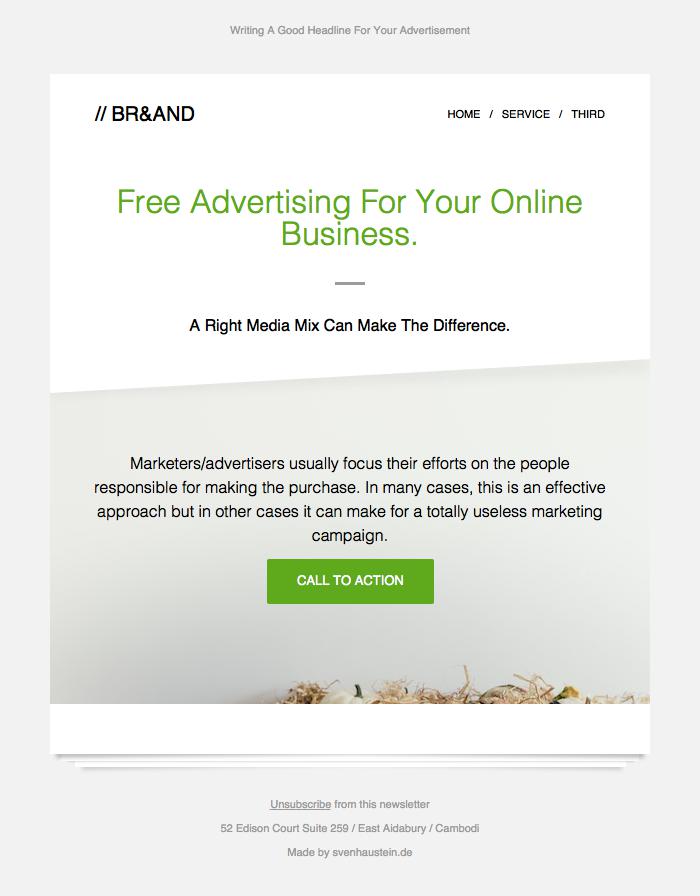 Writing A Good Headline For Your Advertisement
// BR&AND
HOME / SERVICE / THIRD
Free Advertising For Your Online
Business.
A Right Media Mix Can Make The Difference.
Marketers/advertisers usually focus their efforts on the people
responsible for making the purchase. In many cases, this is an effective
approach but in other cases it can make for a totally useless marketing
campaign.
CALL TO ACTION
Unsubscribe from this newsletter
52 Edison Court Suite 259 / East Aidabury / Cambodi
Made by svenhaustein.de